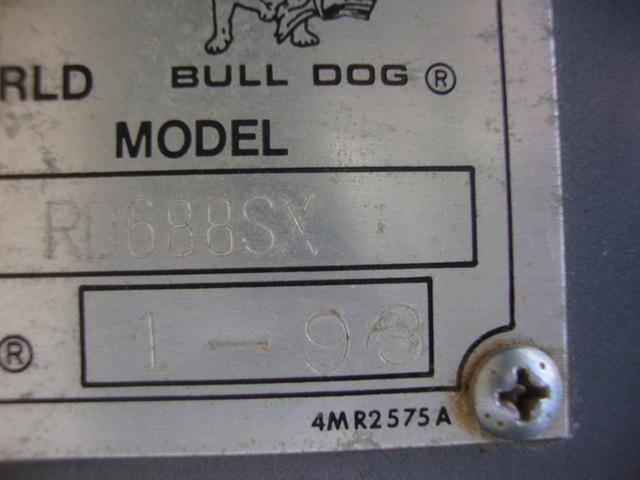 RLD BULL DOG ®
MODEL
RD688SX
® 1-98
4MR2575A